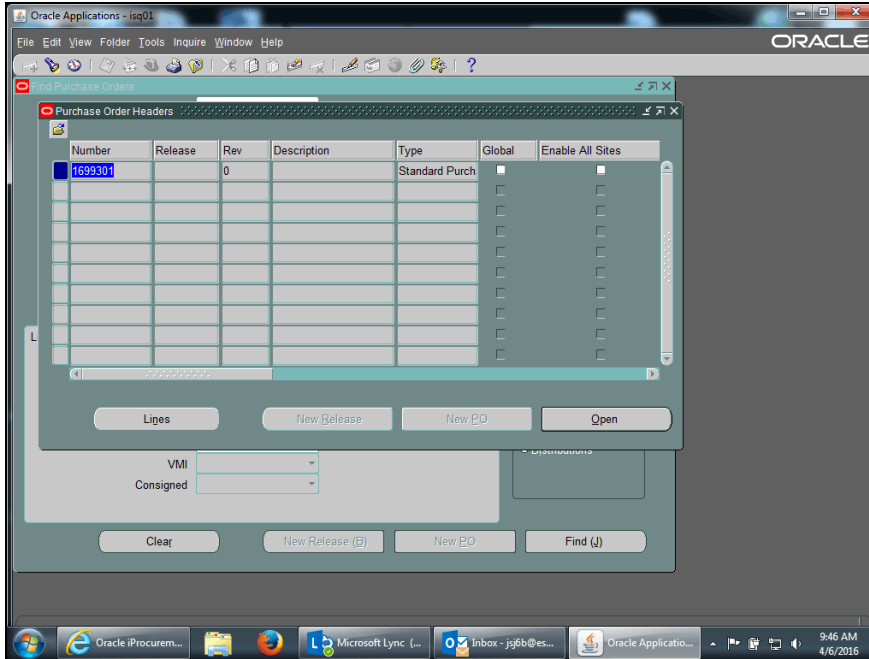 Oracle Applications - isq01
File Edit View Folder Tools Inquire Window Help
ORACLE
Find Purchase Orders
Purchase Order Headers
Number Release Rev Description Type Global Enable All Sites
1699301 0 Standard Purch
L
Lines New Release New PO Open
Distributions
VMI
Consigned
Clear New Release (B) New PO Find (J)
Oracle iProcurem... Microsoft Lync (... Inbox - jsj6b@es... Oracle Applicatio... 9:46 AM
4/6/2016